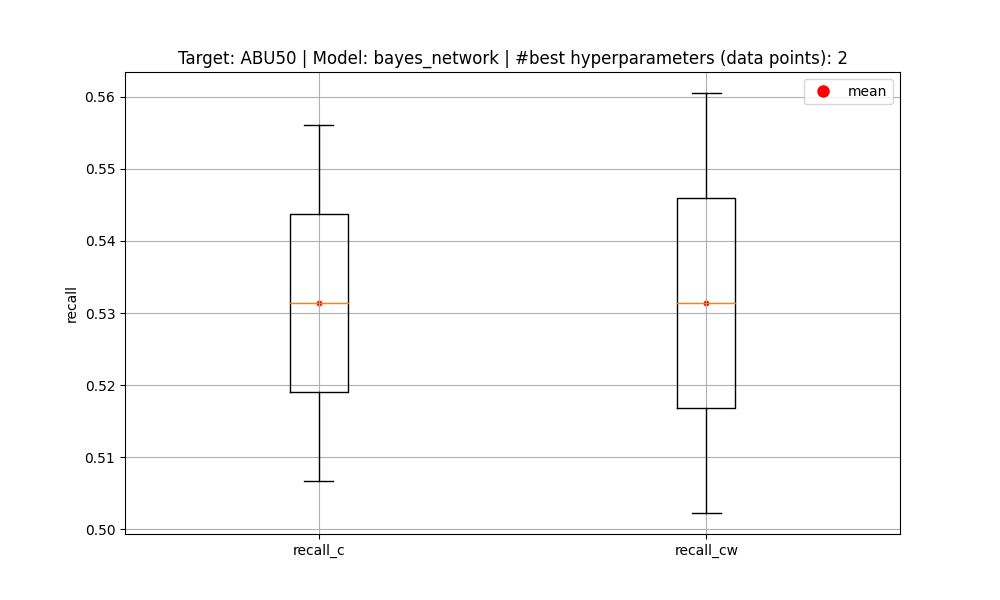 Target: ABU50 | Model: bayes_network | #best hyperparameters (data points): 2
mean
0.56
0.55
0.54
0.53
0.52
0.51
0.50
recall
recall_c
recall_cw